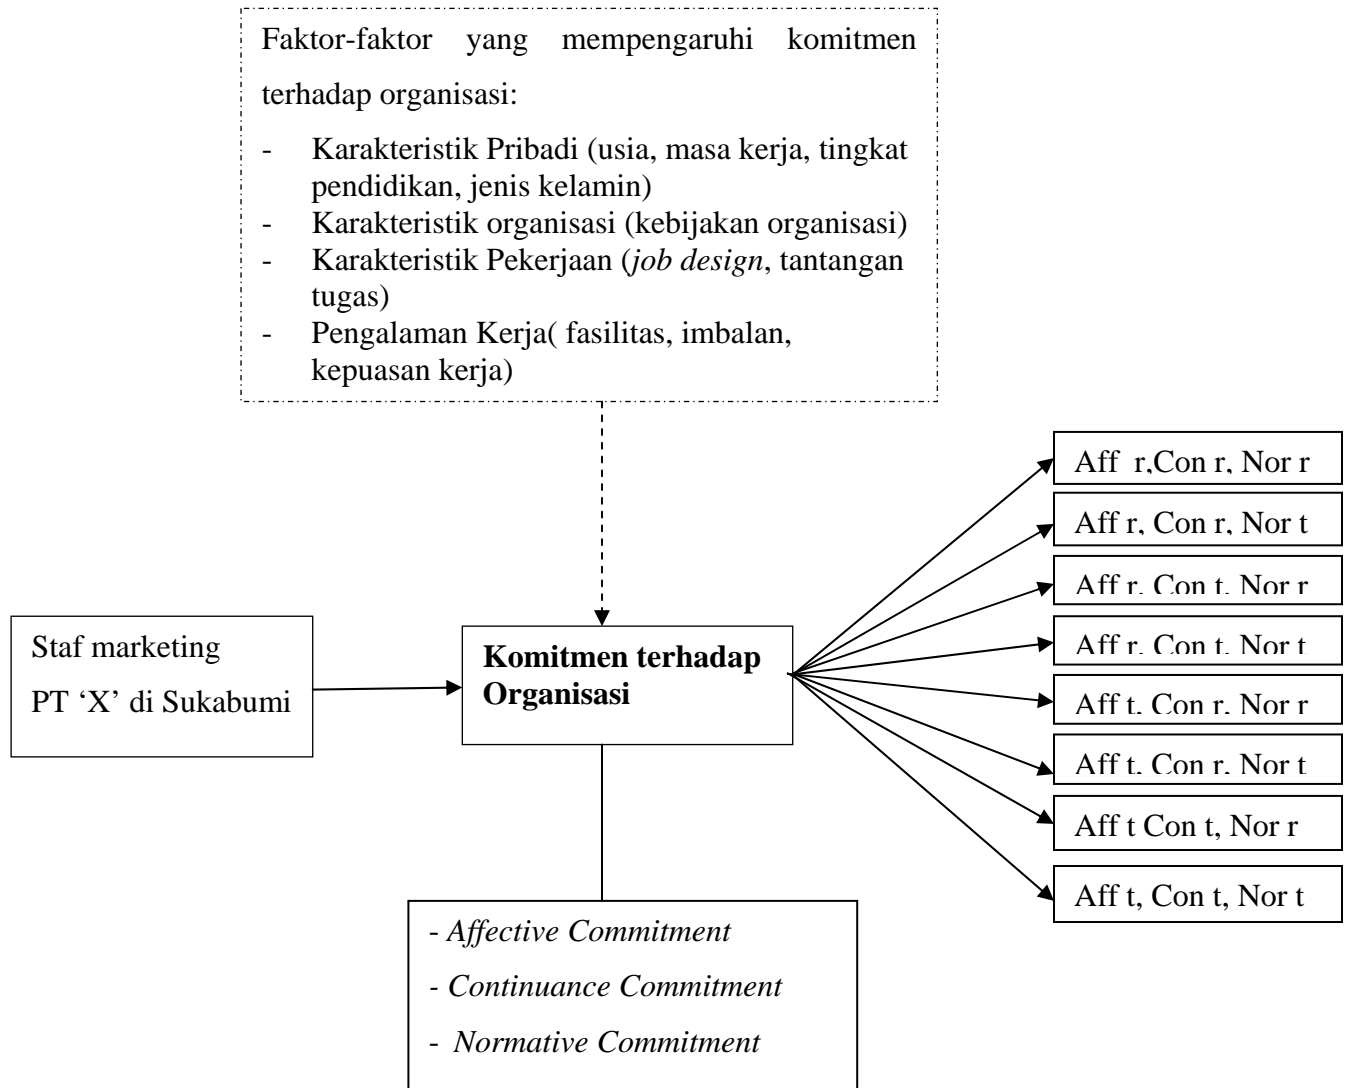 Faktor-faktor yang mempengaruhi komitmen
terhadap organisasi:
- Karakteristik Pribadi (usia, masa kerja, tingkat
pendidikan, jenis kelamin)
- Karakteristik organisasi (kebijakan organisasi)
- Karakteristik Pekerjaan (job design, tantangan
tugas)
- Pengalaman Kerja( fasilitas, imbalan,
kepuasan kerja)
Staf marketing
PT ‘X’ di Sukabumi
Komitmen terhadap
Organisasi
- Affective Commitment
- Continuance Commitment
- Normative Commitment
Aff r,Con r, Nor r
Aff r, Con r, Nor t
Aff r, Con t, Nor r
Aff r, Con t, Nor t
Aff t, Con r, Nor r
Aff t, Con r, Nor t
Aff t Con t, Nor r
Aff t, Con t, Nor t